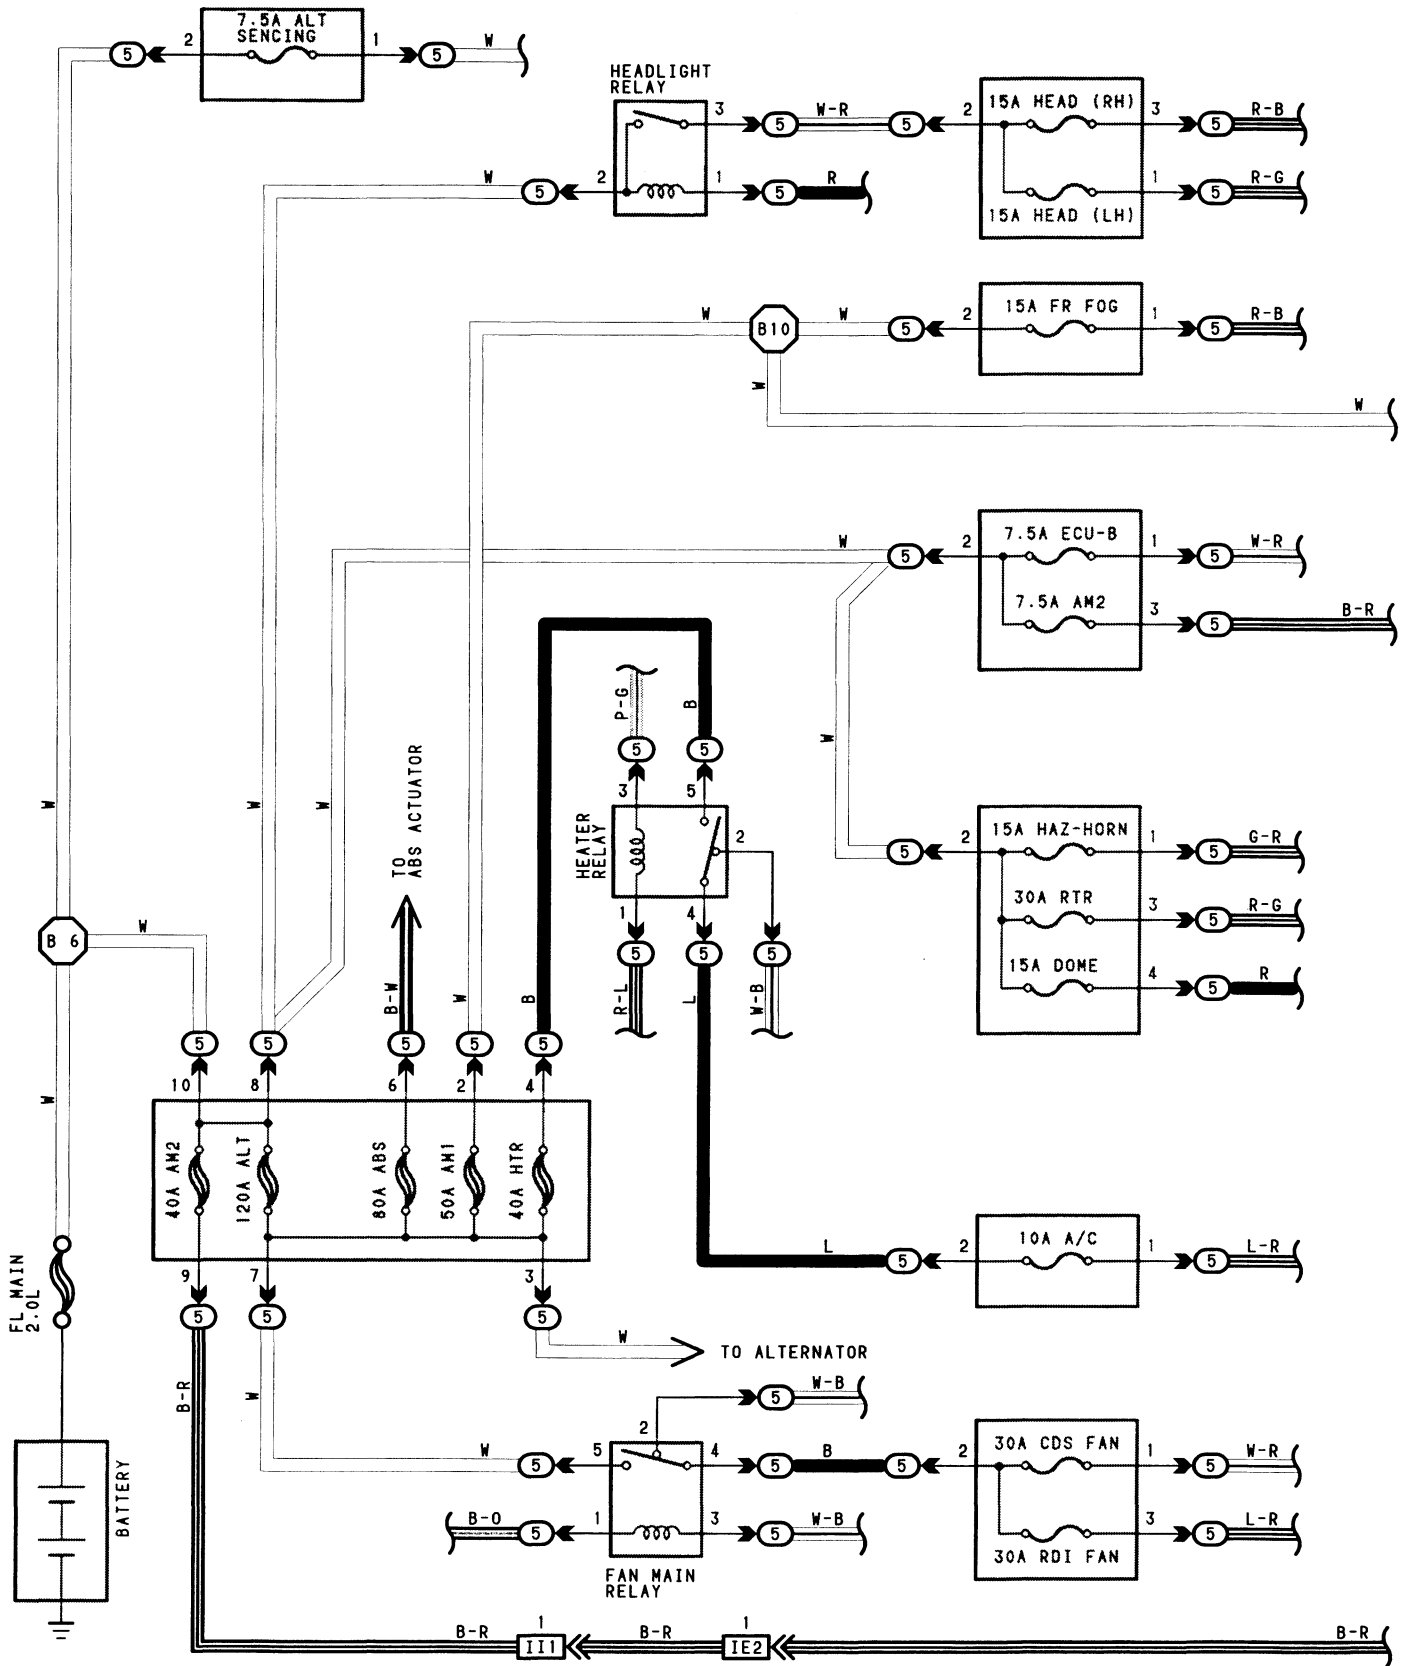 7.5A ALT
SENCING
5 2 1 5 W
HEADLIGHT
RELAY
3 5 W-R 5 2 15A HEAD (RH) 3 5 R-B
W 5 2 1 5 R 1 5 R-G
15A HEAD (LH)
W B10 W 5 2 15A FR FOG 1 5 R-B
W W
W 5 2 7.5A ECU-B 1 5 W-R
7.5A AM2 3 5 B-R
P-G B
W
5 5
3 5
TO
ABS ACTUATOR
W W W
HEATER
RELAY
2
5 2 15A HAZ-HORN 1 5 G-R
30A RTR 3 5 R-G
15A DOME 4 5 R
1 4
5 5 5
R-L L W-B
B 6 W
B-W W B
5 5 5 5 5
10 8 6 2 4
W
40A AM2
120A ALT
80A ABS
50A AM1
40A HTR
L 5 2 10A A/C 1 5 L-R
FL MAIN
2.0L
9 7 3
5 5 5
W TO ALTERNATOR
B-R W
5 W-B
2
W 5 5 4 5 B 5 2 30A CDS FAN 1 5 W-R
B-O 5 1 3 5 W-B 3 5 L-R
30A RDI FAN
FAN MAIN
RELAY
BATTERY
B-R 1 II1 B-R 1 IE2 B-R